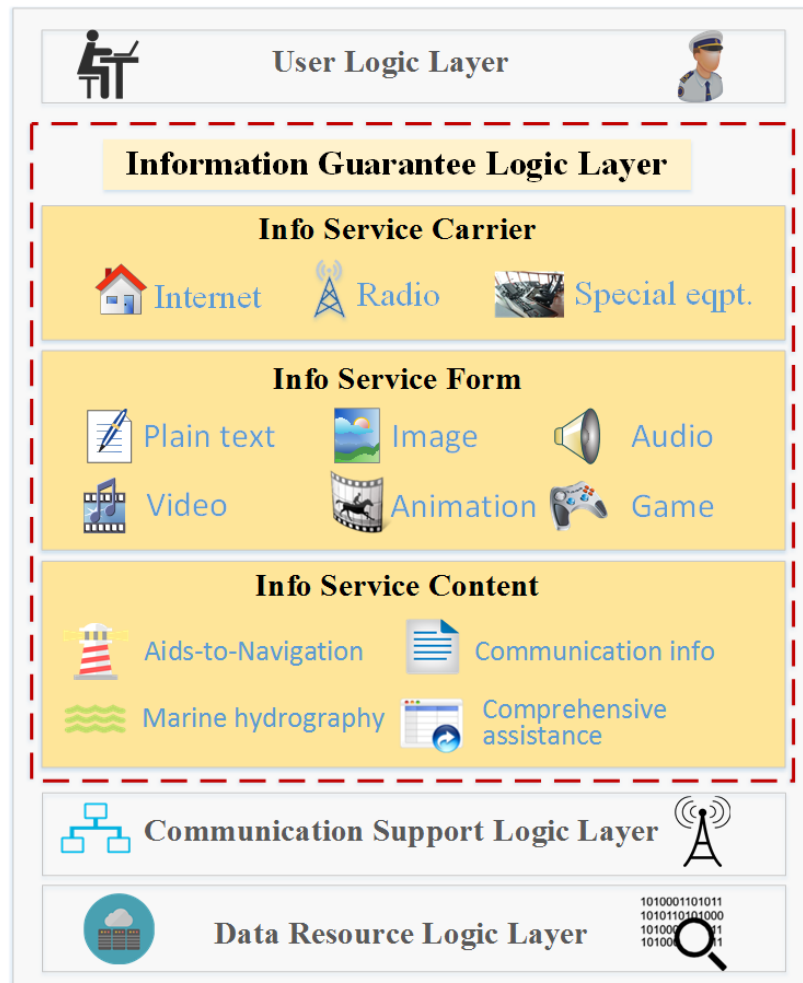 User Logic Layer
Information Guarantee Logic Layer
Info Service Carrier
Internet Radio Special eqpt.
Info Service Form
Plain text Image Audio
Video Animation Game
Info Service Content
Aids-to-Navigation Communication info
Marine hydrography Comprehensive
assistance
Communication Support Logic Layer
Data Resource Logic Layer
1010001101011
1010110101000